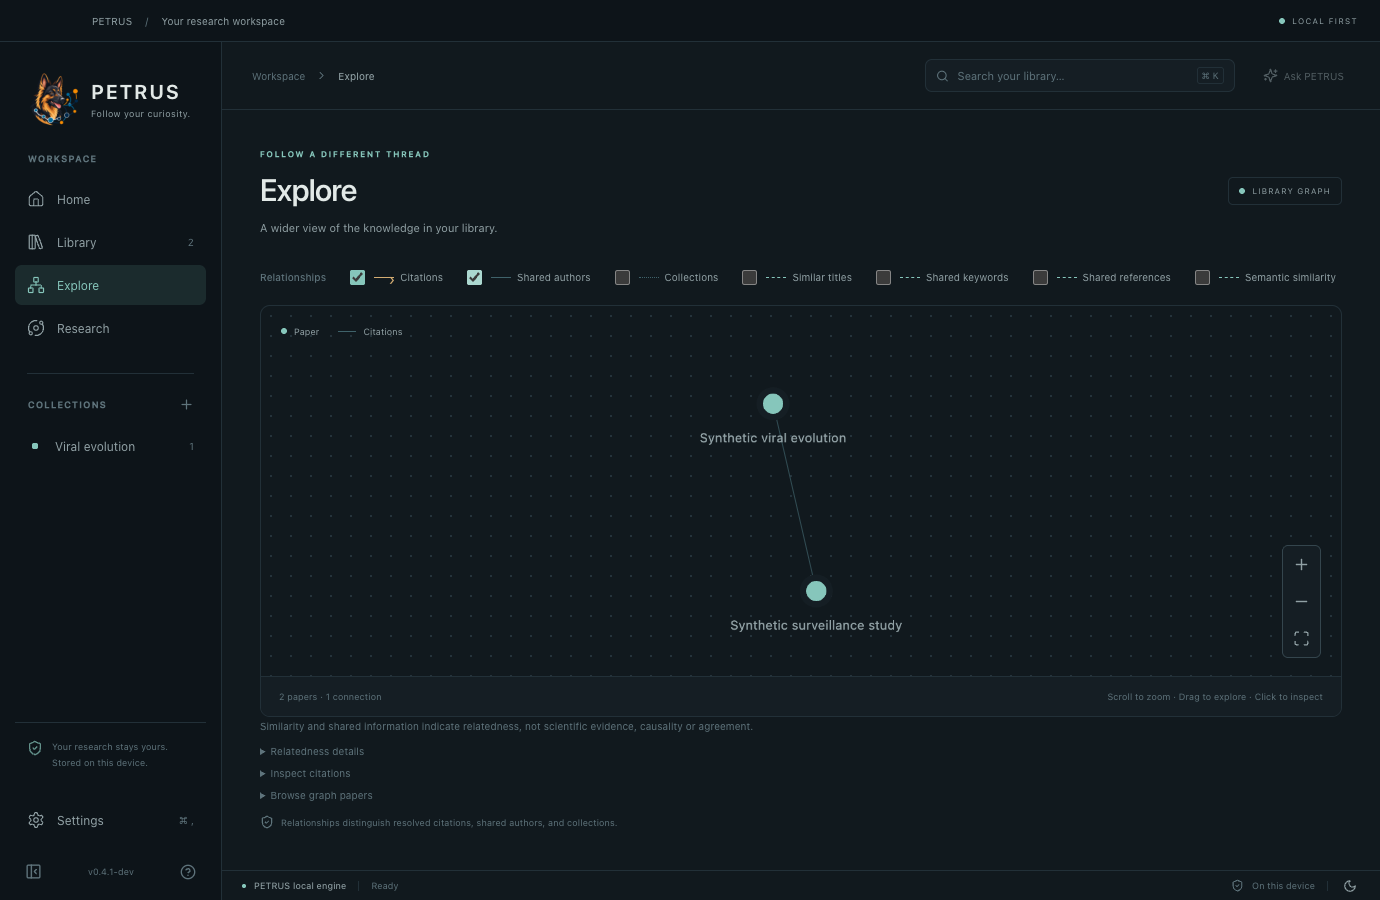 PETRUS / Your research workspace
LOCAL FIRST
PETRUS
Follow your curiosity.
WORKSPACE
Home
Library 2
Explore
Research
COLLECTIONS
Viral evolution 1
Your research stays yours.
Stored on this device.
Settings ⌘ ,
v0.4.1-dev
Workspace > Explore
Search your library... ⌘ K
Ask PETRUS
FOLLOW A DIFFERENT THREAD
Explore
LIBRARY GRAPH
A wider view of the knowledge in your library.
Relationships Citations Shared authors Collections Similar titles Shared keywords Shared references Semantic similarity
Paper Citations
Synthetic viral evolution
Synthetic surveillance study
2 papers · 1 connection
Scroll to zoom · Drag to explore · Click to inspect
Similarity and shared information indicate relatedness, not scientific evidence, causality or agreement.
Relatedness details
Inspect citations
Browse graph papers
Relationships distinguish resolved citations, shared authors, and collections.
PETRUS local engine | Ready
On this device